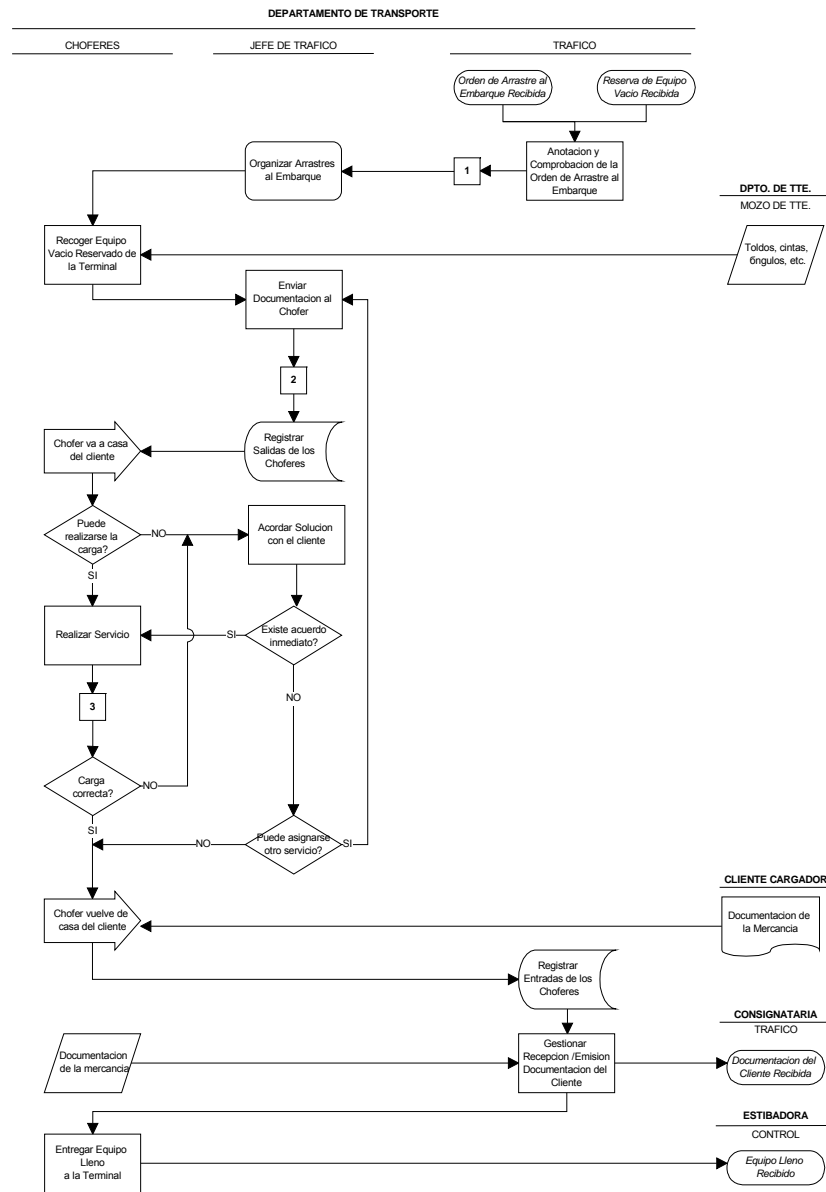 DEPARTAMENTO DE TRANSPORTE
CHOFERES
JEFE DE TRAFICO
TRAFICO
Orden de Arrastre al
Embarque Recibida
Reserva de Equipo
Vacio Recibida
Organizar Arrastres
al Embarque
1
Anotacion y
Comprobacion de la
Orden de Arrastre al
Embarque
DPTO. DE TTE.
MOZO DE TTE.
Recoger Equipo
Vacio Reservado de
la Terminal
Toldos, cintas,
бngulos, etc.
Enviar
Documentacion al
Chofer
2
Chofer va a casa
del cliente
Registrar
Salidas de los
Choferes
Puede
realizarse la
carga?
NO
Acordar Solucion
con el cliente
SI
Realizar Servicio
SI
Existe acuerdo
inmediato?
NO
3
Carga
correcta?
NO
SI
NO
Puede asignarse
otro servicio?
SI
CLIENTE CARGADOR
Chofer vuelve de
casa del cliente
Documentacion de
la Mercancia
Registrar
Entradas de los
Choferes
CONSIGNATARIA
TRAFICO
Documentacion
de la mercancia
Gestionar
Recepcion /Emision
Documentacion del
Cliente
Documentacion del
Cliente Recibida
ESTIBADORA
CONTROL
Entregar Equipo
Lleno
a la Terminal
Equipo Lleno
Recibido